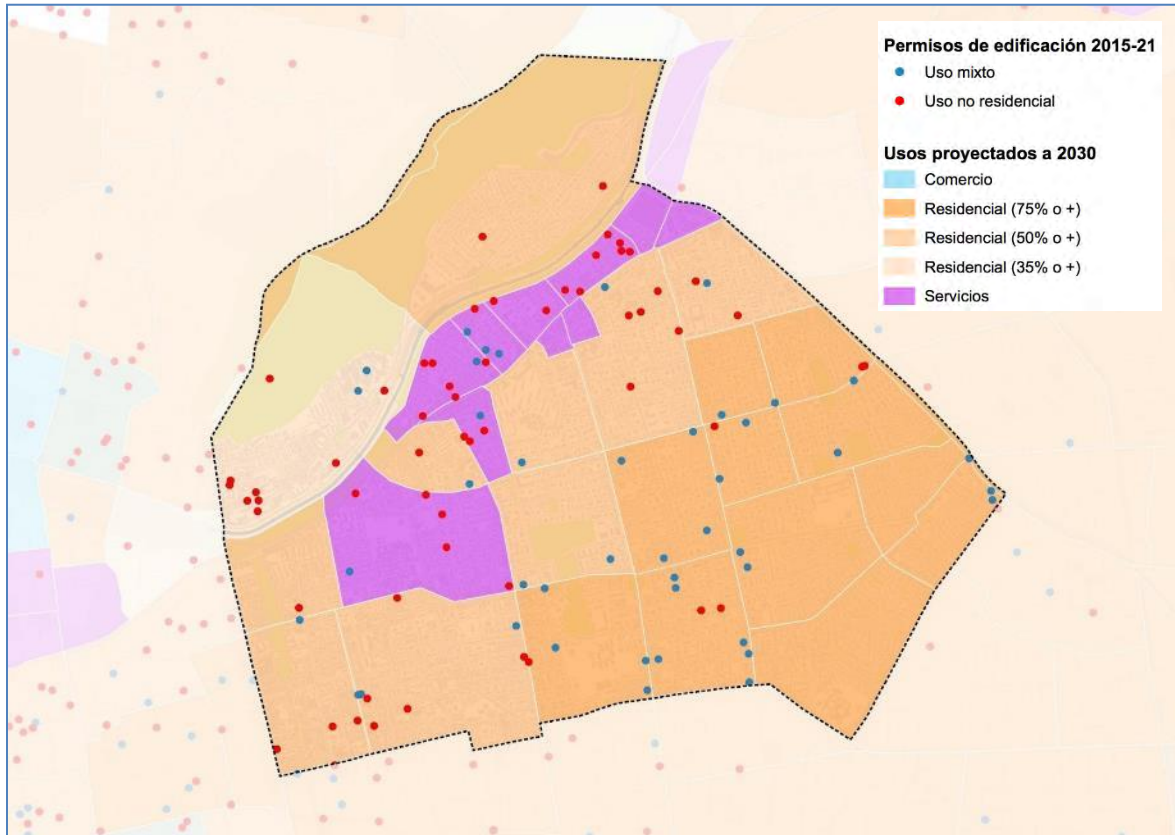 Permisos de edificación 2015-21
Uso mixto
Uso no residencial
Usos proyectados a 2030
Comercio
Residencial (75% o +)
Residencial (50% o +)
Residencial (35% o +)
Servicios